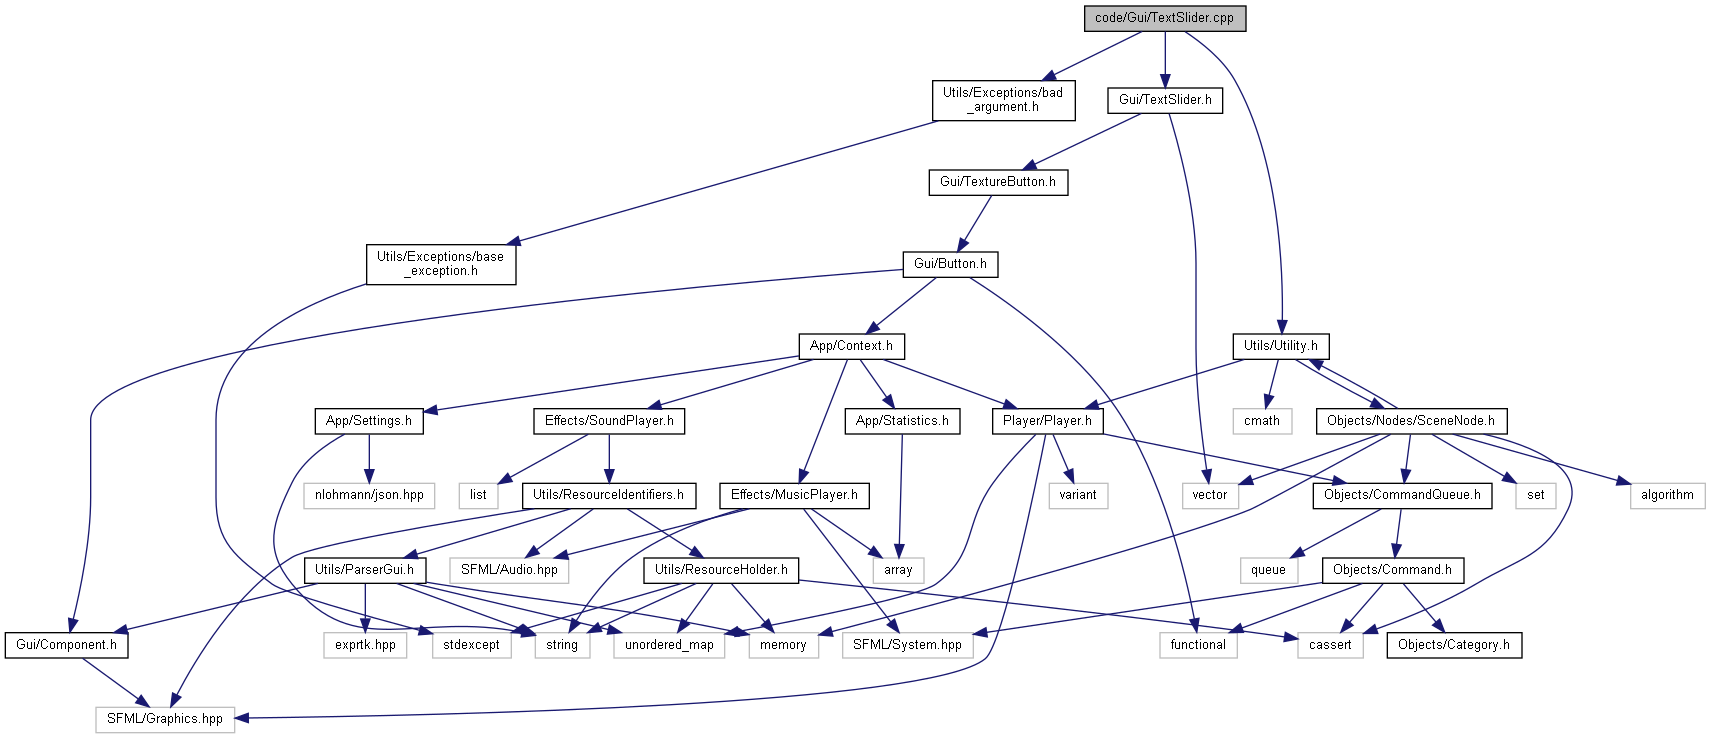 code/Gui/TextSlider.cpp
Utils/Exceptions/bad
_argument.h
Gui/TextSlider.h
Gui/TextureButton.h
Utils/Exceptions/base
_exception.h
Gui/Button.h
App/Context.h
Utils/Utility.h
App/Settings.h
Effects/SoundPlayer.h
App/Statistics.h
Player/Player.h
cmath
Objects/Nodes/SceneNode.h
nlohmann/json.hpp
list
Utils/ResourceIdentifiers.h
Effects/MusicPlayer.h
variant
vector
Objects/CommandQueue.h
set
algorithm
Utils/ParserGui.h
SFML/Audio.hpp
Utils/ResourceHolder.h
array
queue
Objects/Command.h
Gui/Component.h
exprtk.hpp
stdexcept
string
unordered_map
memory
SFML/System.hpp
functional
cassert
Objects/Category.h
SFML/Graphics.hpp